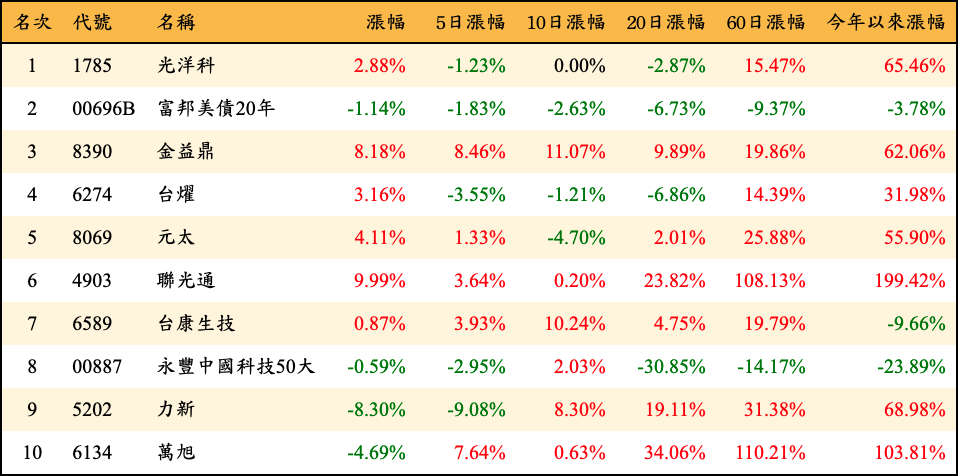 名次 代號 名稱 漲幅 5日漲幅 10日漲幅 20日漲幅 60日漲幅 今年以來漲幅
1 1785 光洋科 2.88% -1.23% 0.00% -2.87% 15.47% 65.46%
2 00696B 富邦美債20年 -1.14% -1.83% -2.63% -6.73% -9.37% -3.78%
3 8390 金益鼎 8.18% 8.46% 11.07% 9.89% 19.86% 62.06%
4 6274 台燿 3.16% -3.55% -1.21% -6.86% 14.39% 31.98%
5 8069 元太 4.11% 1.33% -4.70% 2.01% 25.88% 55.90%
6 4903 聯光通 9.99% 3.64% 0.20% 23.82% 108.13% 199.42%
7 6589 台康生技 0.87% 3.93% 10.24% 4.75% 19.79% -9.66%
8 00887 永豐中國科技50大 -0.59% -2.95% 2.03% -30.85% -14.17% -23.89%
9 5202 力新 -8.30% -9.08% 8.30% 19.11% 31.38% 68.98%
10 6134 萬旭 -4.69% 7.64% 0.63% 34.06% 110.21% 103.81%